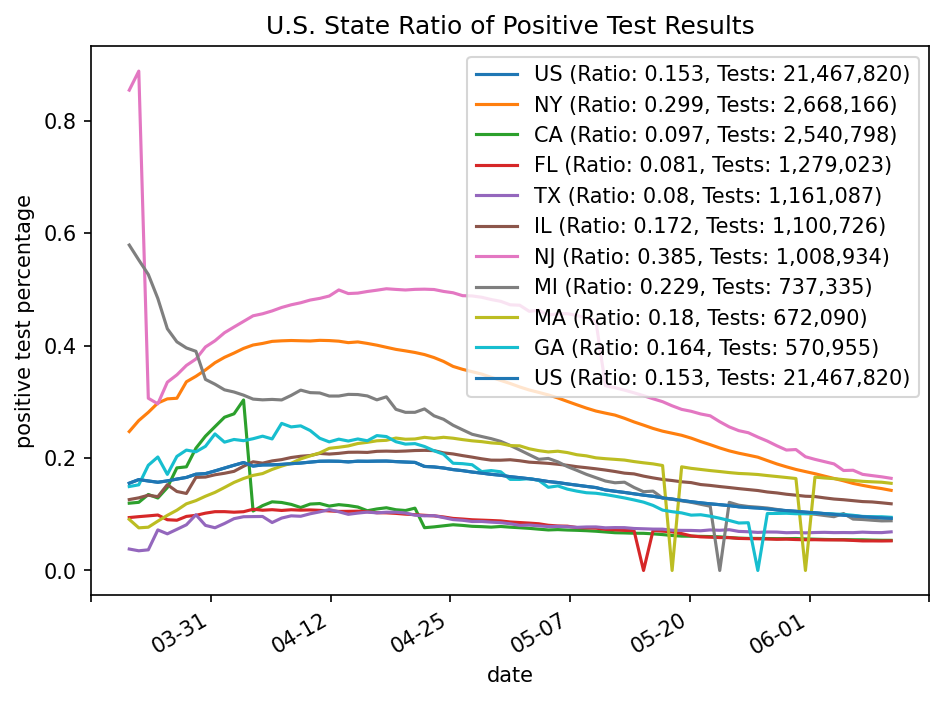 U.S. State Ratio of Positive Test Results
US (Ratio: 0.153, Tests: 21,467,820)
NY (Ratio: 0.299, Tests: 2,668,166)
CA (Ratio: 0.097, Tests: 2,540,798)
FL (Ratio: 0.081, Tests: 1,279,023)
TX (Ratio: 0.08, Tests: 1,161,087)
IL (Ratio: 0.172, Tests: 1,100,726)
NJ (Ratio: 0.385, Tests: 1,008,934)
MI (Ratio: 0.229, Tests: 737,335)
MA (Ratio: 0.18, Tests: 672,090)
GA (Ratio: 0.164, Tests: 570,955)
US (Ratio: 0.153, Tests: 21,467,820)
positive test percentage
0.8
0.6
0.4
0.2
0.0
03-31
04-12
04-25
05-07
05-20
06-01
date